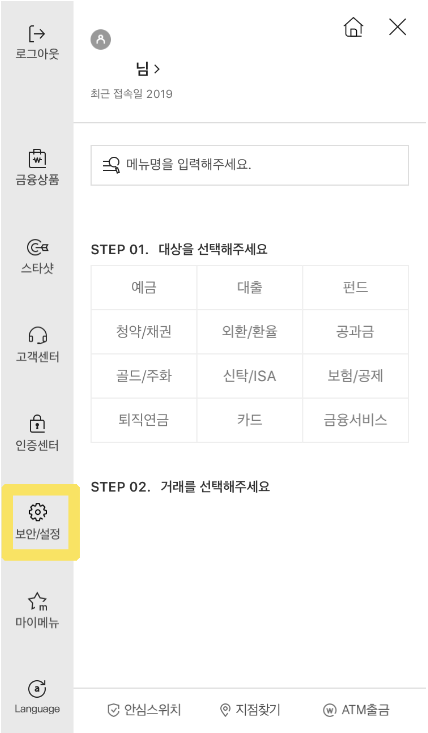 로그아웃
금융상품
스타샷
고객센터
인증센터
보안/설정
마이메뉴
Language
님 >
최근 접속일 2019
메뉴명을 입력해주세요.
STEP 01. 대상을 선택해주세요
예금 대출 펀드
청약/채권 외환/환율 공과금
골드/주화 신탁/ISA 보험/공제
퇴직연금 카드 금융서비스
STEP 02. 거래를 선택해주세요
안심스위치 지점찾기 ATM출금